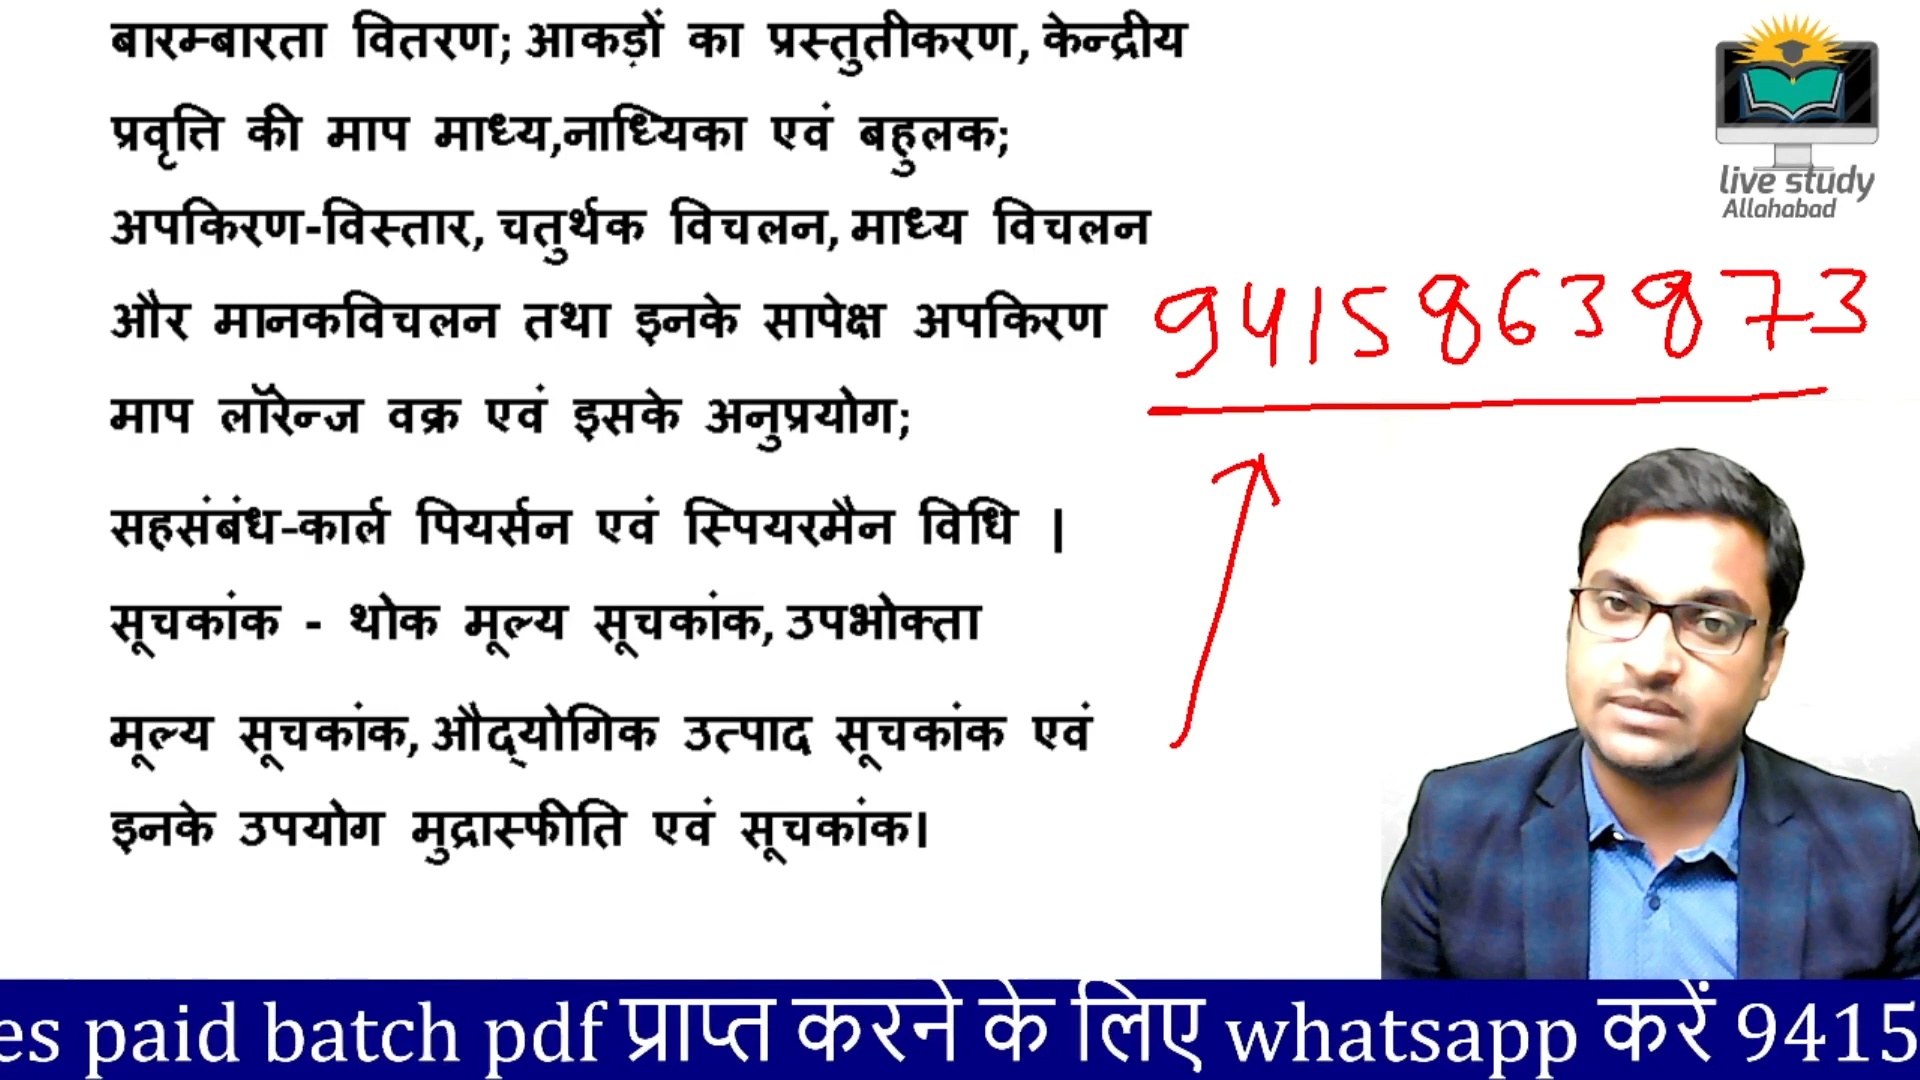 बारम्बारता वितरण; आकड़ों का प्रस्तुतीकरण, केन्द्रीय
प्रवृत्ति की माप माध्य,नाध्यिका एवं बहुलक;
अपकिरण-विस्तार, चतुर्थक विचलन, माध्य विचलन
और मानकविचलन तथा इनके सापेक्ष अपकिरण
माप लॉरेन्ज वक्र एवं इसके अनुप्रयोग;
सहसंबंध-कार्ल पियर्सन एवं स्पियरमैन विधि |
सूचकांक - थोक मूल्य सूचकांक, उपभोक्ता
मूल्य सूचकांक, औद्योगिक उत्पाद सूचकांक एवं
इनके उपयोग मुद्रास्फीति एवं सूचकांक।
live study
Allahabad
9415863873
es paid batch pdf प्राप्त करने के लिए whatsapp करें 9415